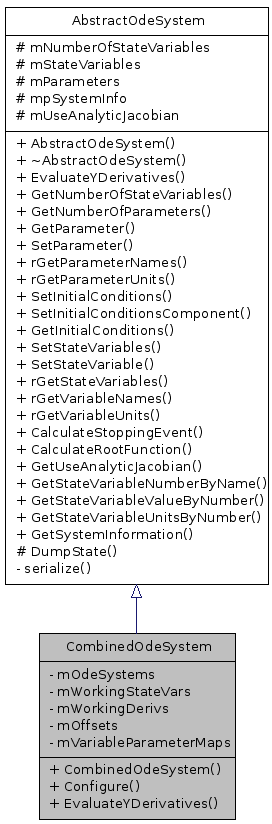 AbstractOdeSystem
# mNumberOfStateVariables
# mStateVariables
# mParameters
# mpSystemInfo
# mUseAnalyticJacobian
+ AbstractOdeSystem()
+ ~AbstractOdeSystem()
+ EvaluateYDerivatives()
+ GetNumberOfStateVariables()
+ GetNumberOfParameters()
+ GetParameter()
+ SetParameter()
+ rGetParameterNames()
+ rGetParameterUnits()
+ SetInitialConditions()
+ SetInitialConditionsComponent()
+ GetInitialConditions()
+ SetStateVariables()
+ SetStateVariable()
+ rGetStateVariables()
+ rGetVariableNames()
+ rGetVariableUnits()
+ CalculateStoppingEvent()
+ CalculateRootFunction()
+ GetUseAnalyticJacobian()
+ GetStateVariableNumberByName()
+ GetStateVariableValueByNumber()
+ GetStateVariableUnitsByNumber()
+ GetSystemInformation()
# DumpState()
- serialize()
CombinedOdeSystem
- mOdeSystems
- mWorkingStateVars
- mWorkingDerivs
- mOffsets
- mVariableParameterMaps
+ CombinedOdeSystem()
+ Configure()
+ EvaluateYDerivatives()